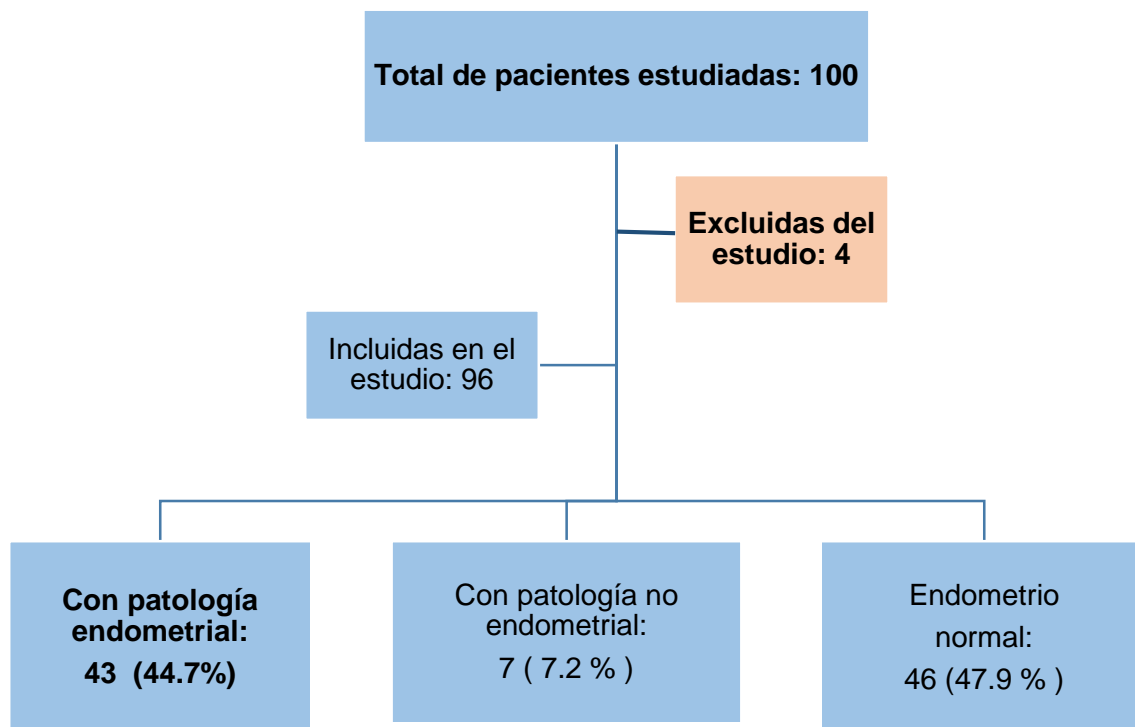 Total de pacientes estudiadas: 100
Excluidas del
estudio: 4
Incluidas en el
estudio: 96
Con patología
endometrial:
43 (44.7%)
Con patología no
endometrial:
7 ( 7.2 % )
Endometrio
normal:
46 (47.9 % )